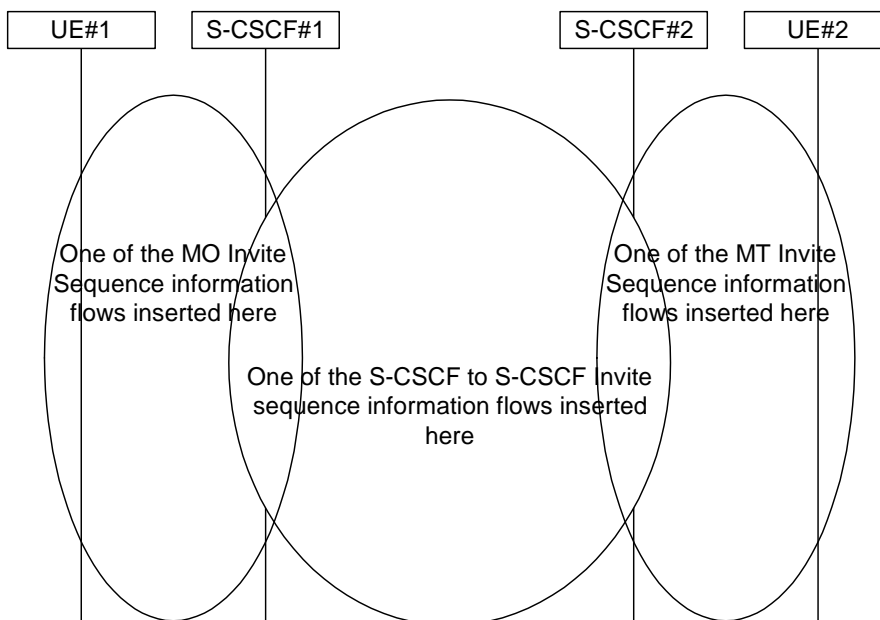 UE#1
S-CSCF#1
S-CSCF#2
UE#2
One of the MO Invite
Sequence information
flows inserted here
One of the MT Invite
Sequence information
flows inserted here
One of the S-CSCF to S-CSCF Invite
sequence information flows inserted
here